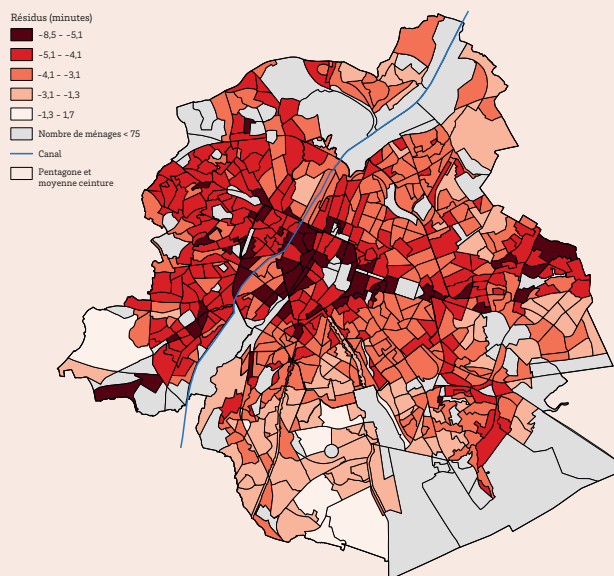 Résidus (minutes)
-8,5 - -5,1
-5,1 - -4,1
-4,1 - -3,1
-3,1 - -1,3
-1,3 - 1,7
Nombre de ménages < 75
Canal
Pentagone et
moyenne ceinture